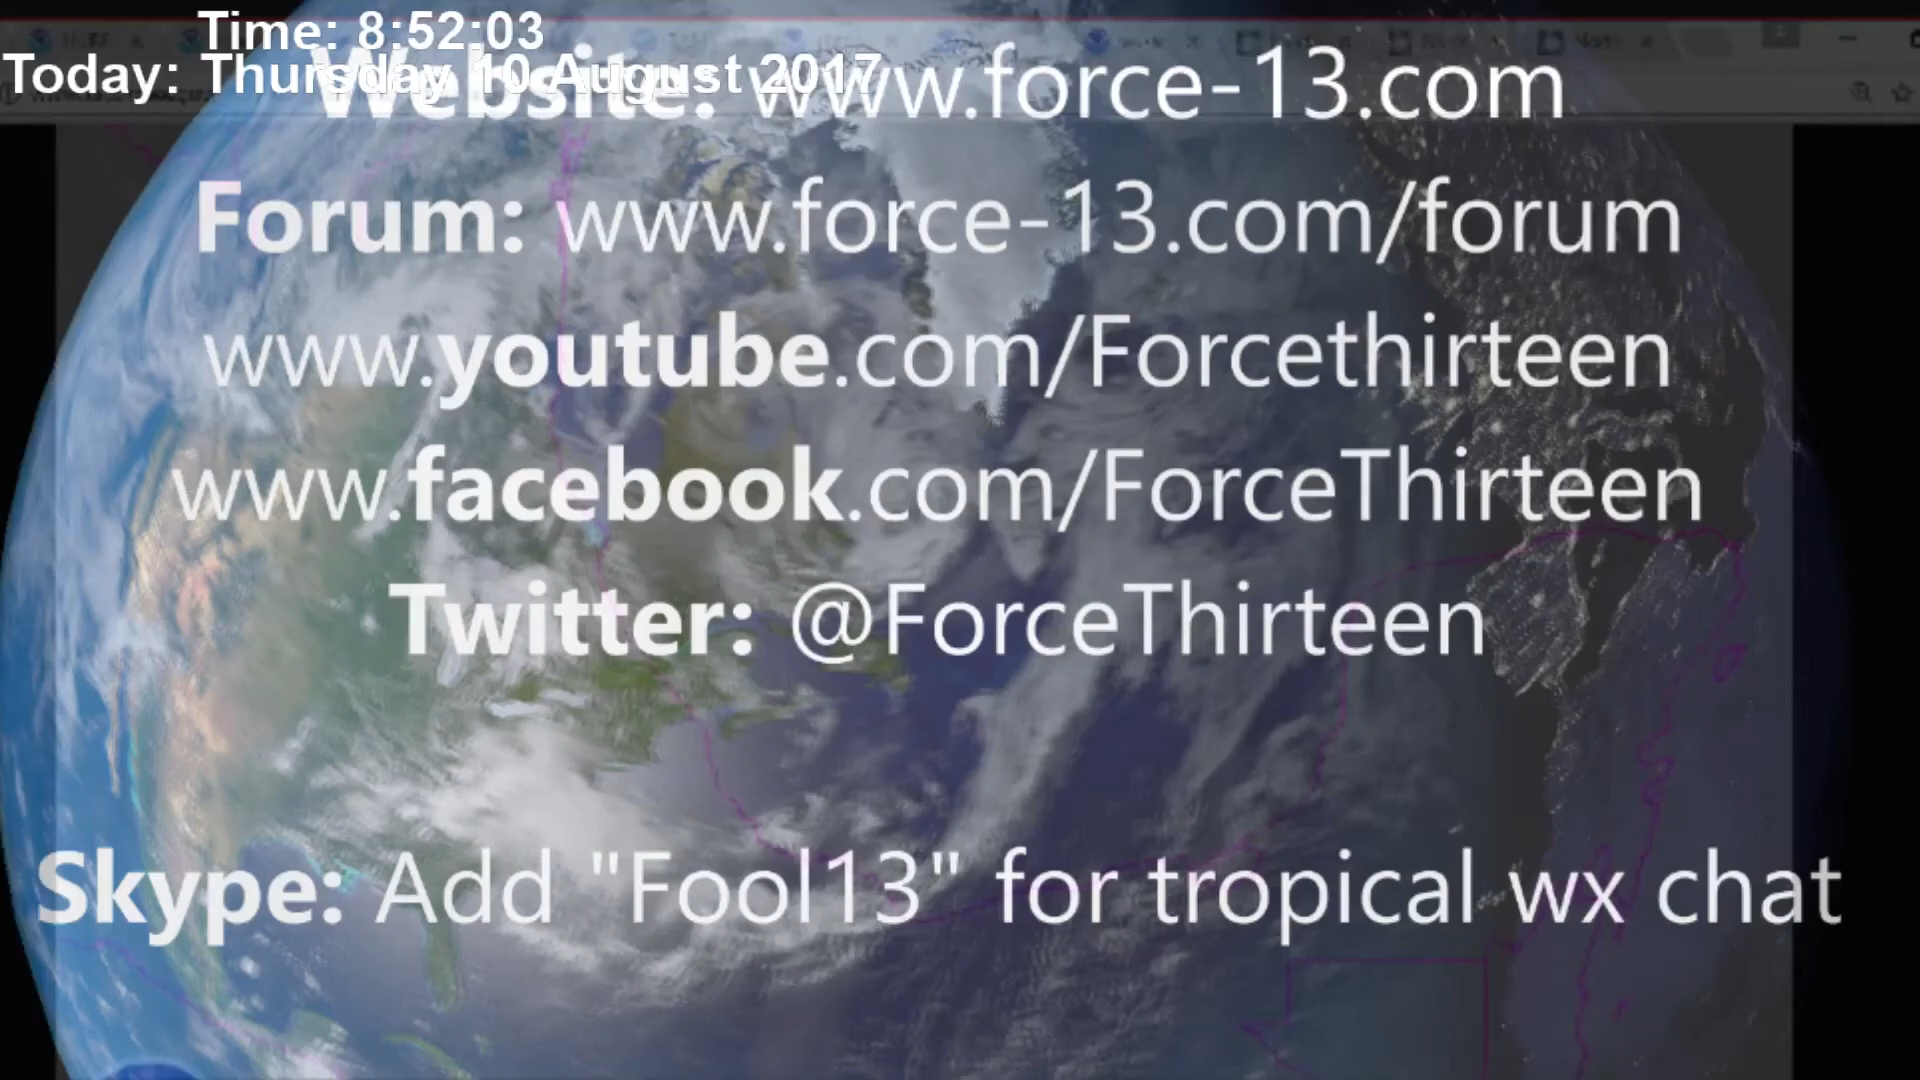 Time: 8:52:03
Today: Thursday 10 August 2017
Website: www.force-13.com
Forum: www.force-13.com/forum
www.youtube.com/Forcethirteen
www.facebook.com/ForceThirteen
Twitter: @ForceThirteen
Skype: Add "Fool13" for tropical wx chat